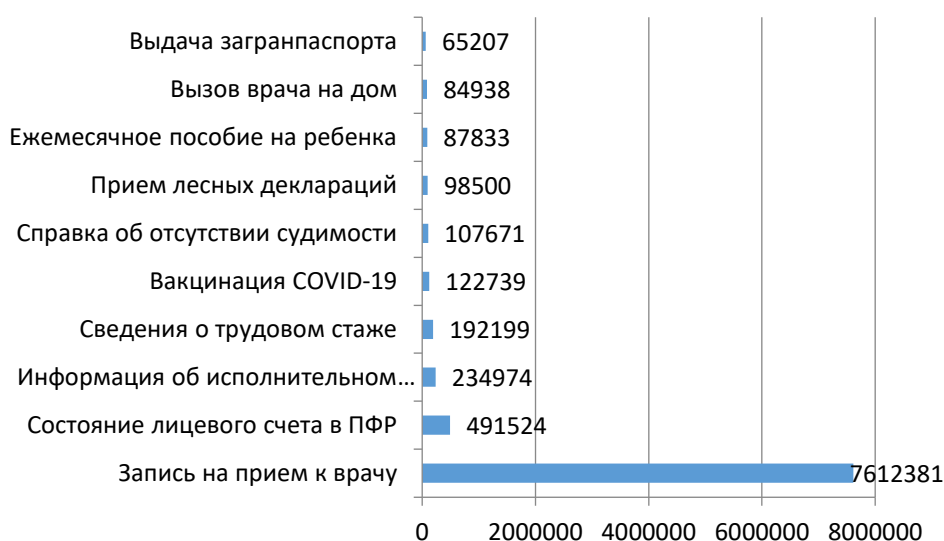 Выдача загранпаспорта 65207
Вызов врача на дом 84938
Ежемесячное пособие на ребенка 87833
Прием лесных деклараций 98500
Справка об отсутствии судимости 107671
Вакцинация COVID-19 122739
Сведения о трудовом стаже 192199
Информация об исполнительном… 234974
Состояние лицевого счета в ПФР 491524
Запись на прием к врачу 7612381
0 2000000 4000000 6000000 8000000